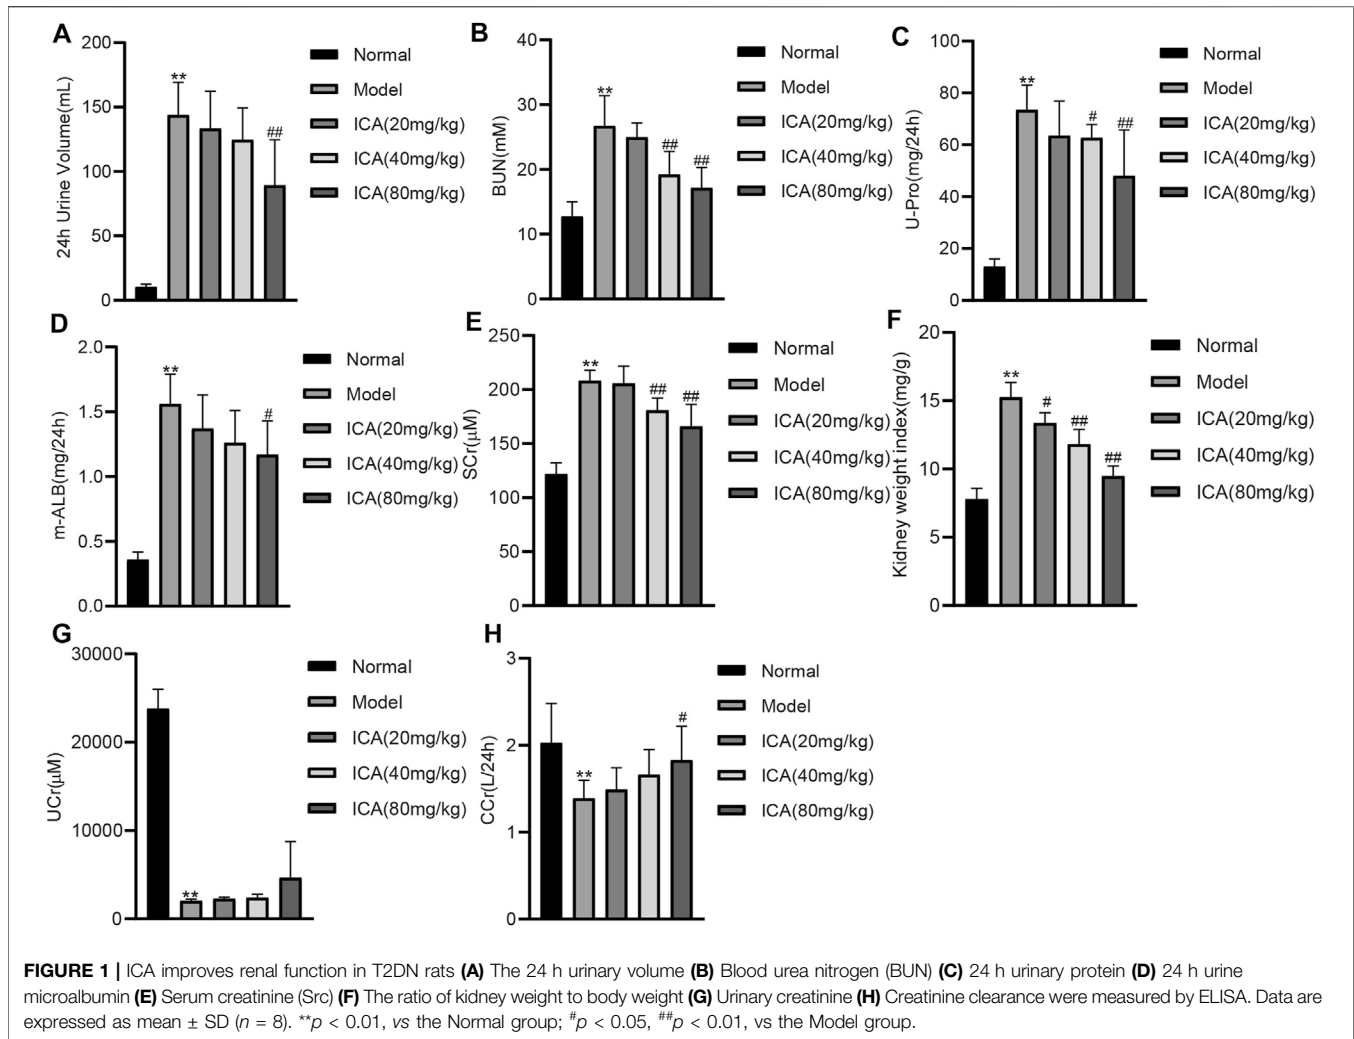 A
24h Urine Volume(mL)
200
150
100
50
0
**
##
Normal
Model
ICA(20mg/kg)
ICA(40mg/kg)
ICA(80mg/kg)
B
BUN(mM)
40
30
20
10
0
**
##
##
Normal
Model
ICA(20mg/kg)
ICA(40mg/kg)
ICA(80mg/kg)
C
U-Pro(mg/24h)
100
80
60
40
20
0
**
#
##
Normal
Model
ICA(20mg/kg)
ICA(40mg/kg)
ICA(80mg/kg)
D
m-ALB(mg/24h)
2.0
1.5
1.0
0.5
0.0
**
#
Normal
Model
ICA(20mg/kg)
ICA(40mg/kg)
ICA(80mg/kg)
E
SCr(μM)
250
200
150
100
50
0
**
##
##
Normal
Model
ICA(20mg/kg)
ICA(40mg/kg)
ICA(80mg/kg)
F
Kidney weight index(mg/g)
20
15
10
5
0
**
#
##
##
Normal
Model
ICA(20mg/kg)
ICA(40mg/kg)
ICA(80mg/kg)
G
UCr(μM)
30000
20000
10000
0
**
Normal
Model
ICA(20mg/kg)
ICA(40mg/kg)
ICA(80mg/kg)
H
CCr(L/24h)
3
2
1
0
**
#
Normal
Model
ICA(20mg/kg)
ICA(40mg/kg)
ICA(80mg/kg)
FIGURE 1 | ICA improves renal function in T2DN rats (A) The 24 h urinary volume (B) Blood urea nitrogen (BUN) (C) 24 h urinary protein (D) 24 h urine
microalbumin (E) Serum creatinine (Src) (F) The ratio of kidney weight to body weight (G) Urinary creatinine (H) Creatinine clearance were measured by ELISA. Data are
expressed as mean ± SD (n = 8). **p < 0.01, vs the Normal group; #p < 0.05, ##p < 0.01, vs the Model group.